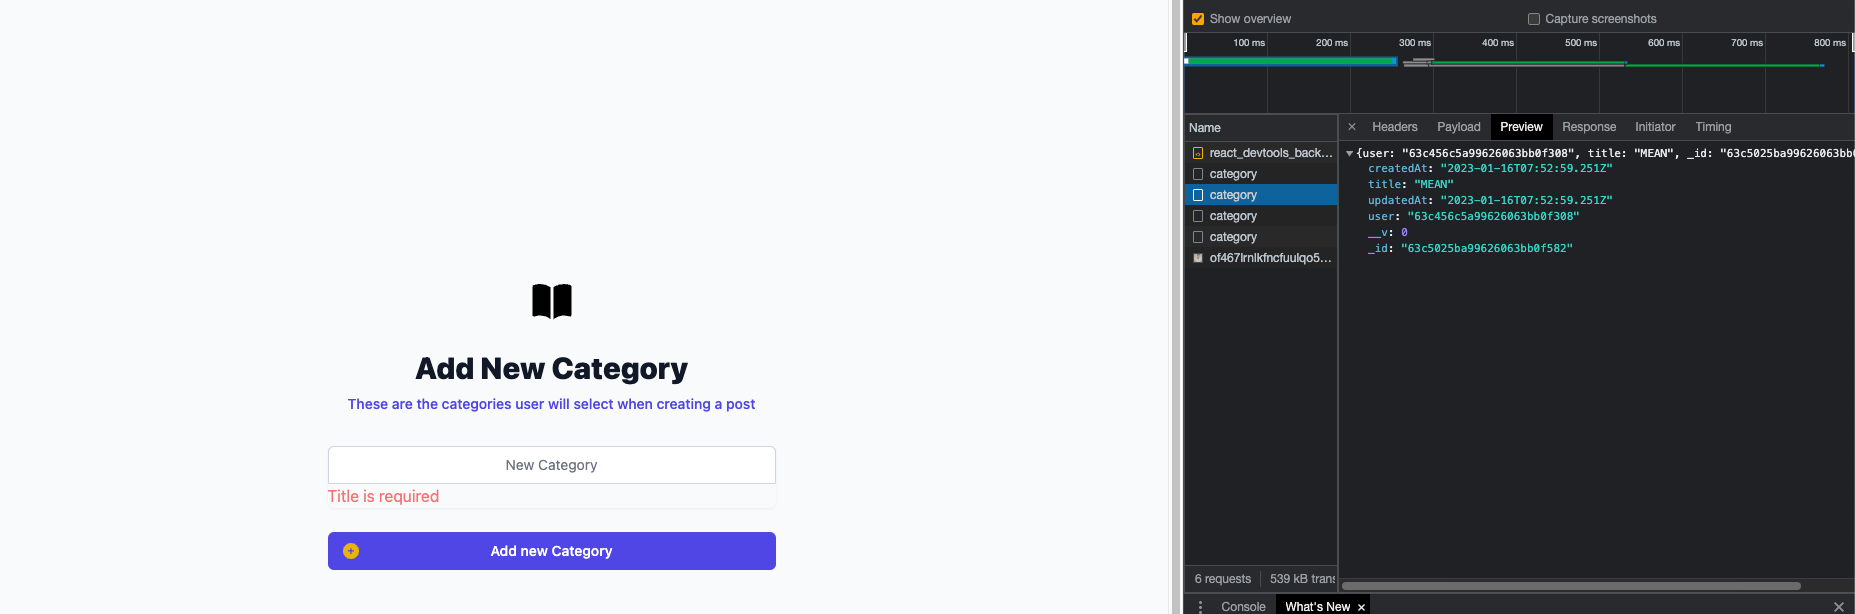 Add New Category
These are the categories user will select when creating a post
New Category
Title is required
Add new Category
Show overview
Capture screenshots
100 ms 200 ms 300 ms 400 ms 500 ms 600 ms 700 ms 800 ms
Name
react_devtools_back...
category
category
category
category
of467lrnlkfncfuulqo5...
6 requests 539 kB trans
× Headers Payload Preview Response Initiator Timing
{user: "63c456c5a99626063bb0f308", title: "MEAN", _id: "63c5025ba99626063bb0
createdAt: "2023-01-16T07:52:59.251Z"
title: "MEAN"
updatedAt: "2023-01-16T07:52:59.251Z"
user: "63c456c5a99626063bb0f308"
__v: 0
_id: "63c5025ba99626063bb0f582"
Console What's New ×